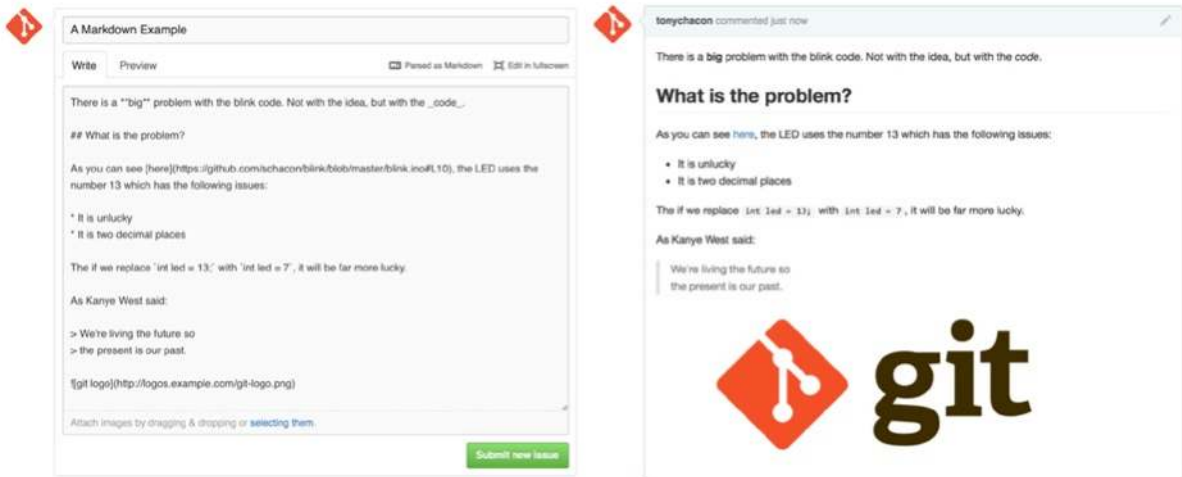 A Markdown Example
Write Preview Parsed as Markdown Edit in fullscreen
There is a **big** problem with the blink code. Not with the idea, but with the _code_.
## What is the problem?
As you can see [here](https://github.com/schacon/blink/blob/master/blink.ino#L10), the LED uses the
number 13 which has the following issues:
* It is unlucky
* It is two decimal places
The if we replace `int led = 13;` with `int led = 7`, it will be far more lucky.
As Kanye West said:
> We're living the future so
> the present is our past.
![git logo](http://logos.example.com/git-logo.png)
Attach images by dragging & dropping or selecting them.
Submit new issue
tonychacon commented just now
There is a big problem with the blink code. Not with the idea, but with the code.
What is the problem?
As you can see here, the LED uses the number 13 which has the following issues:
• It is unlucky
• It is two decimal places
The if we replace int led = 13; with int led = 7 , it will be far more lucky.
As Kanye West said:
We're living the future so
the present is our past.
git